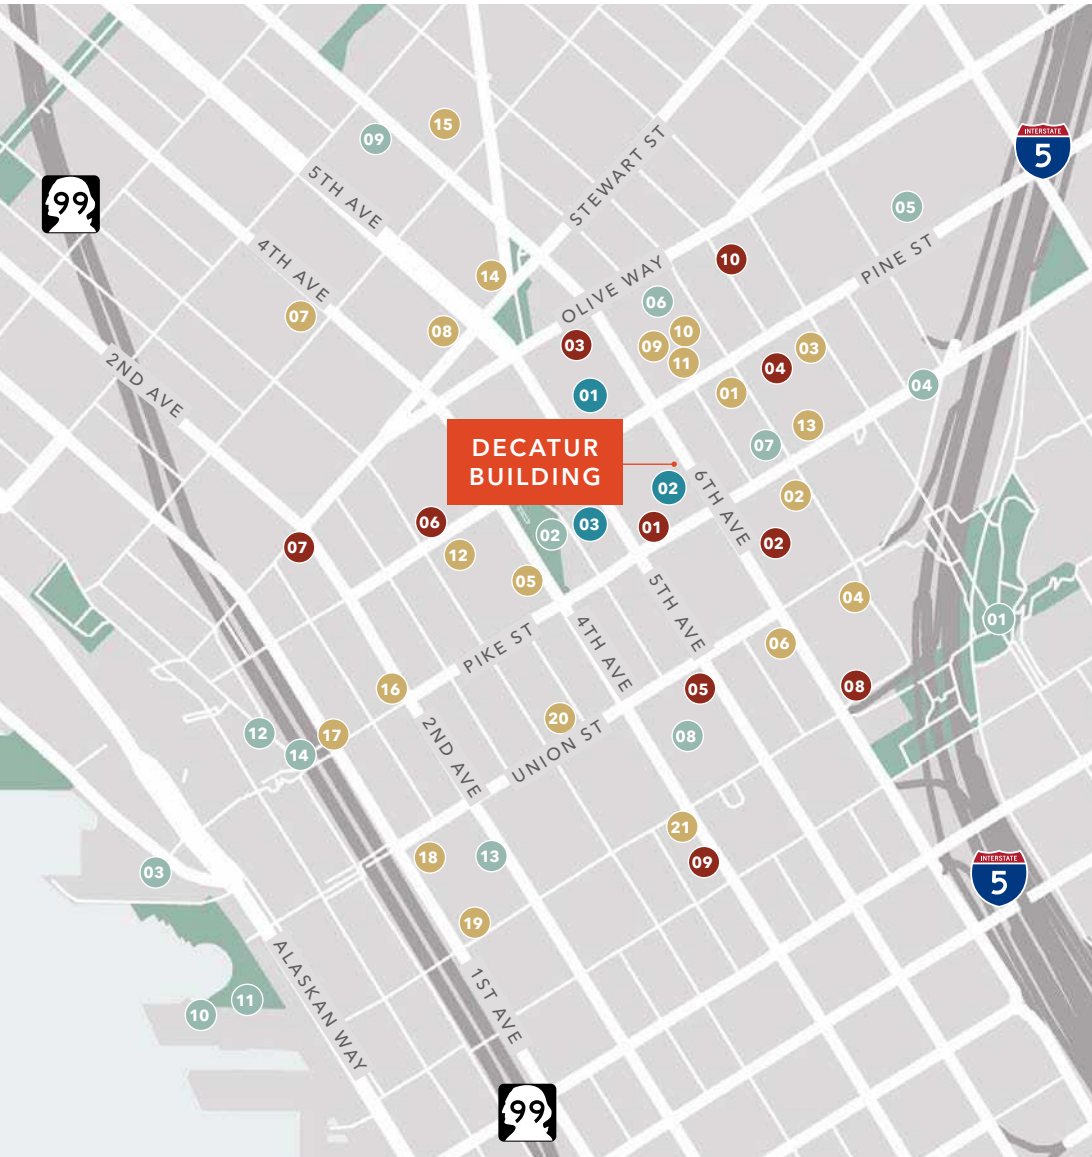 15
09
INTERSTATE
5
5TH AVE
STEWART ST
99
05
4TH AVE
10
PINE ST
14
OLIVE WAY
06
07
08
10
03
09
03
11
04
2ND AVE
04
01
01
13
DECATUR
BUILDING
07
6TH AVE
02
02
06
03
01
02
07
12
02
05
5TH AVE
04
01
4TH AVE
PIKE ST
06
16
05
08
20
12
17
14
2ND AVE
UNION ST
08
21
18
13
09
03
INTERSTATE
5
19
ALASKAN WAY
11
10
1ST AVE
99
02